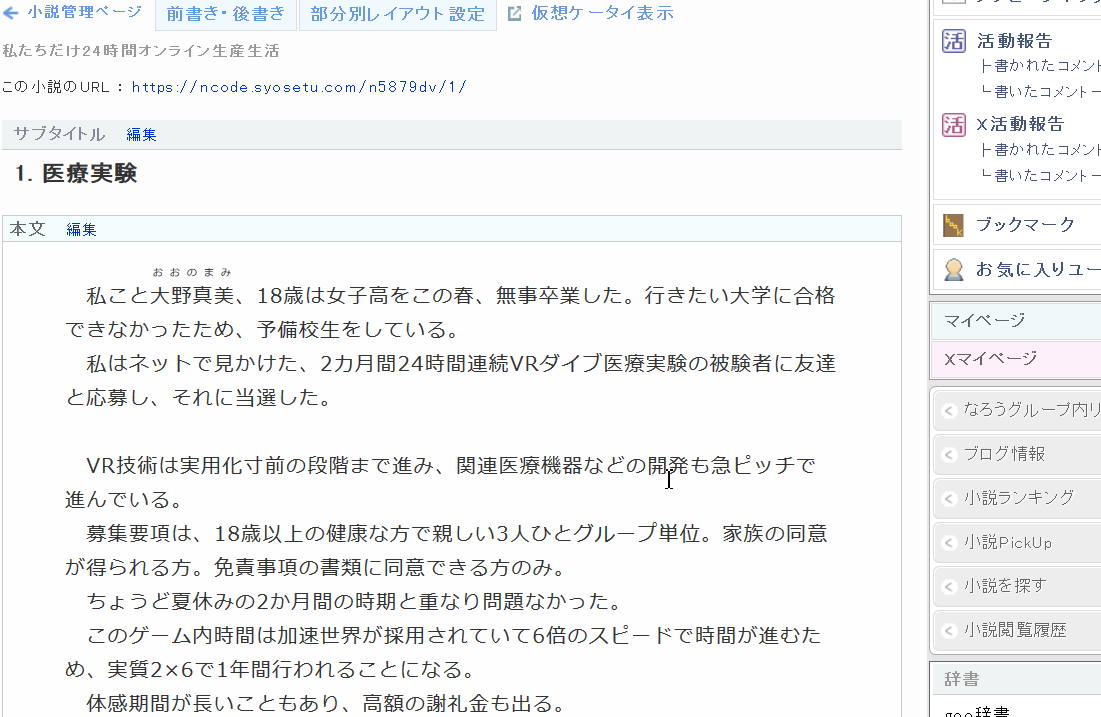 小説管理ページ 前書き・後書き 部分別レイアウト設定 仮想ケータイ表示
私たちだけ24時間オンライン生産生活
この小説のURL : https://ncode.syosetu.com/n5879dv/1/
サブタイトル 編集
1. 医療実験
本文 編集
おおのまみ
私こと大野真美、18歳は女子高をこの春、無事卒業した。行きたい大学に合格
できなかったため、予備校生をしている。
私はネットで見かけた、2カ月間24時間連続VRダイブ医療実験の被験者に友達
と応募し、それに当選した。
VR技術は実用化寸前の段階まで進み、関連医療機器などの開発も急ピッチで
進んでいる。
募集要項は、18歳以上の健康な方で親しい3人ひとグループ単位。家族の同意
が得られる方。免責事項の書類に同意できる方のみ。
ちょうど夏休みの2か月間の時期と重なり問題なかった。
このゲーム内時間は加速世界が採用されていて6倍のスピードで時間が進むた
め、実質2×6で1年間行われることになる。
体感期間が長いこともあり、高額の謝礼金も出る。
活動報告
├書かれたコメント
└書いたコメント一
X活動報告
├書かれたコメント
└書いたコメント一
ブックマーク
お気に入りユー
マイページ
Xマイページ
なろうグループ内リ
ブログ情報
小説ランキング
小説PickUp
小説を探す
小説閲覧履歴
辞書
goo辞書